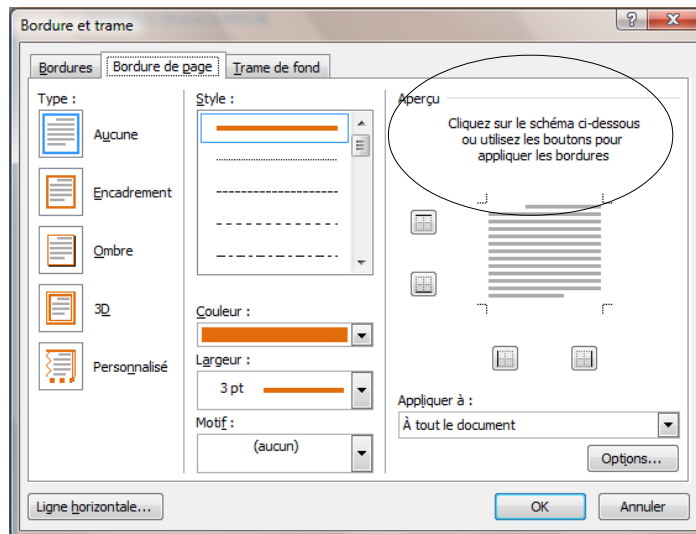 Bordure et trame
?
X
Bordures
Bordure de page
Trame de fond
Type :
Aucune
Encadrement
Ombre
3D
Personnalisé
Style :
Couleur :
Largeur :
3 pt
Motif :
(aucun)
Aperçu
Cliquez sur le schéma ci-dessous
ou utilisez les boutons pour
appliquer les bordures
Appliquer à :
À tout le document
Options...
Ligne horizontale...
OK
Annuler